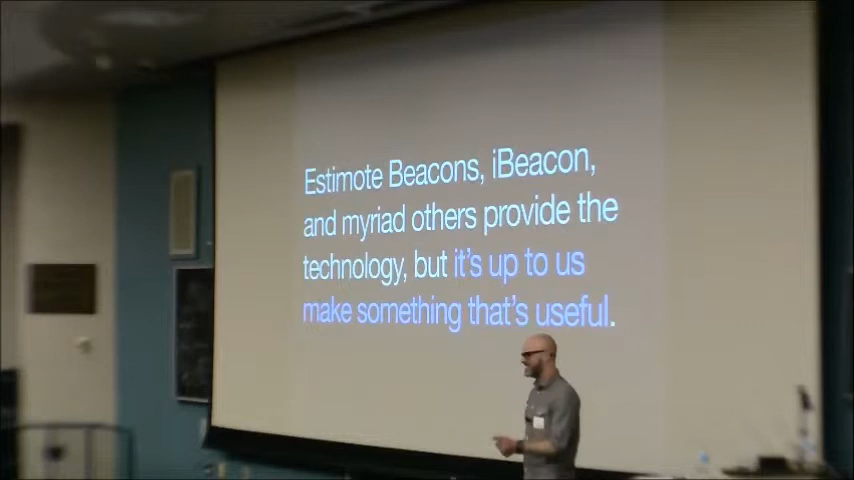 Estimote Beacons, iBeacon,
and myriad others provide the
technology, but it's up to us
make something that's useful.